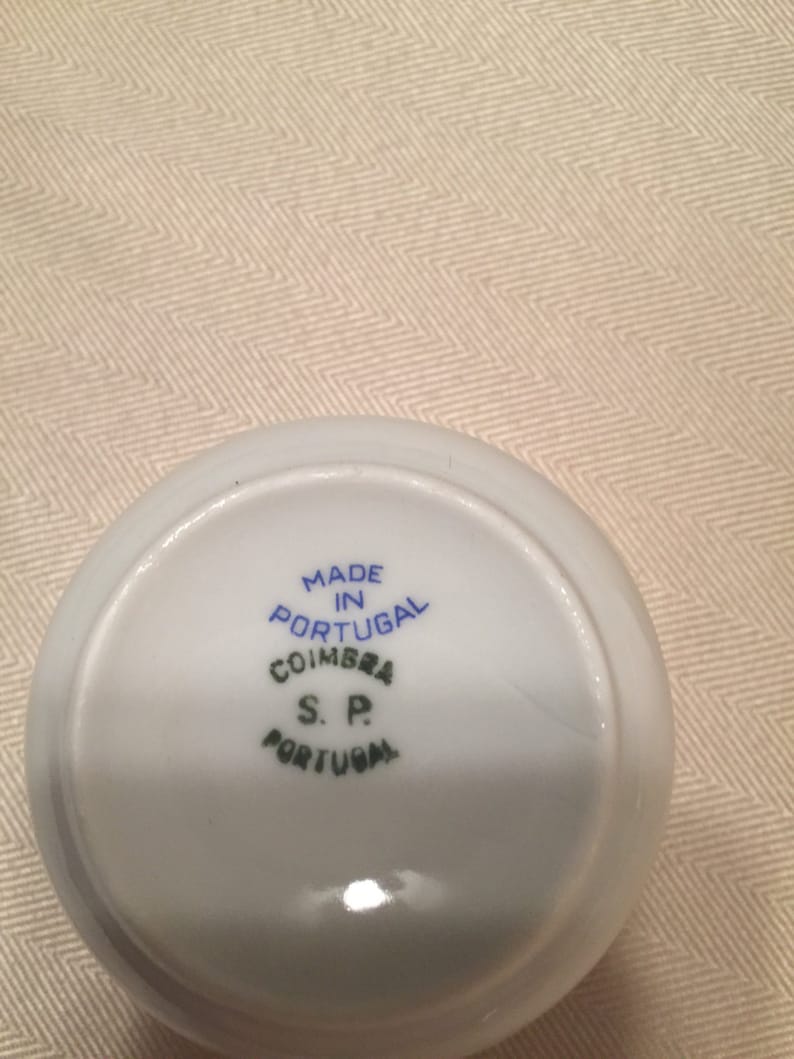 MADE
IN
PORTUGAL
COIMBRA
S. P.
PORTUGAL